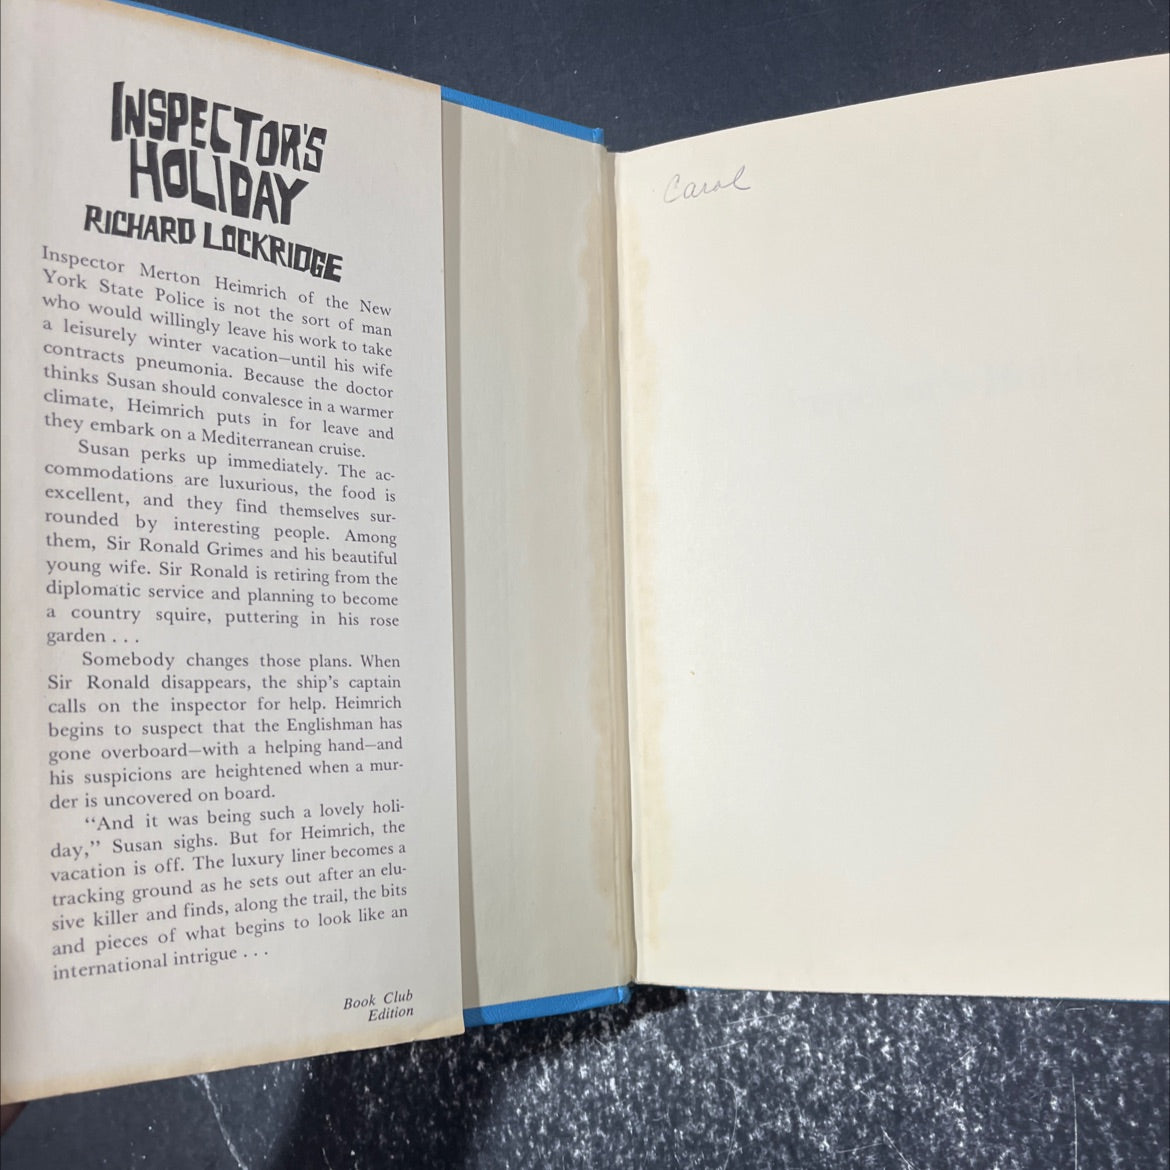 INSPECTOR'S
HOLIDAY
RICHARD LOCKRIDGE
Inspector Merton Heimrich of the New
York State Police is not the sort of man
who would willingly leave his work to take
a leisurely winter vacation—until his wife
contracts pneumonia. Because the doctor
thinks Susan should convalesce in a warmer
climate, Heimrich puts in for leave and
they embark on a Mediterranean cruise.
Susan perks up immediately. The ac-
commodations are luxurious, the food is
excellent, and they find themselves sur-
rounded by interesting people. Among
them, Sir Ronald Grimes and his beautiful
young wife. Sir Ronald is retiring from the
diplomatic service and planning to become
a country squire, puttering in his rose
garden . . .
Somebody changes those plans. When
Sir Ronald disappears, the ship's captain
calls on the inspector for help. Heimrich
begins to suspect that the Englishman has
gone overboard—with a helping hand—and
his suspicions are heightened when a mur-
der is uncovered on board.
"And it was being such a lovely holi-
day," Susan sighs. But for Heimrich, the
vacation is off. The luxury liner becomes a
tracking ground as he sets out after an elu-
sive killer and finds, along the trail, the bits
and pieces of what begins to look like an
international intrigue . . .
Book Club
Edition
Carol